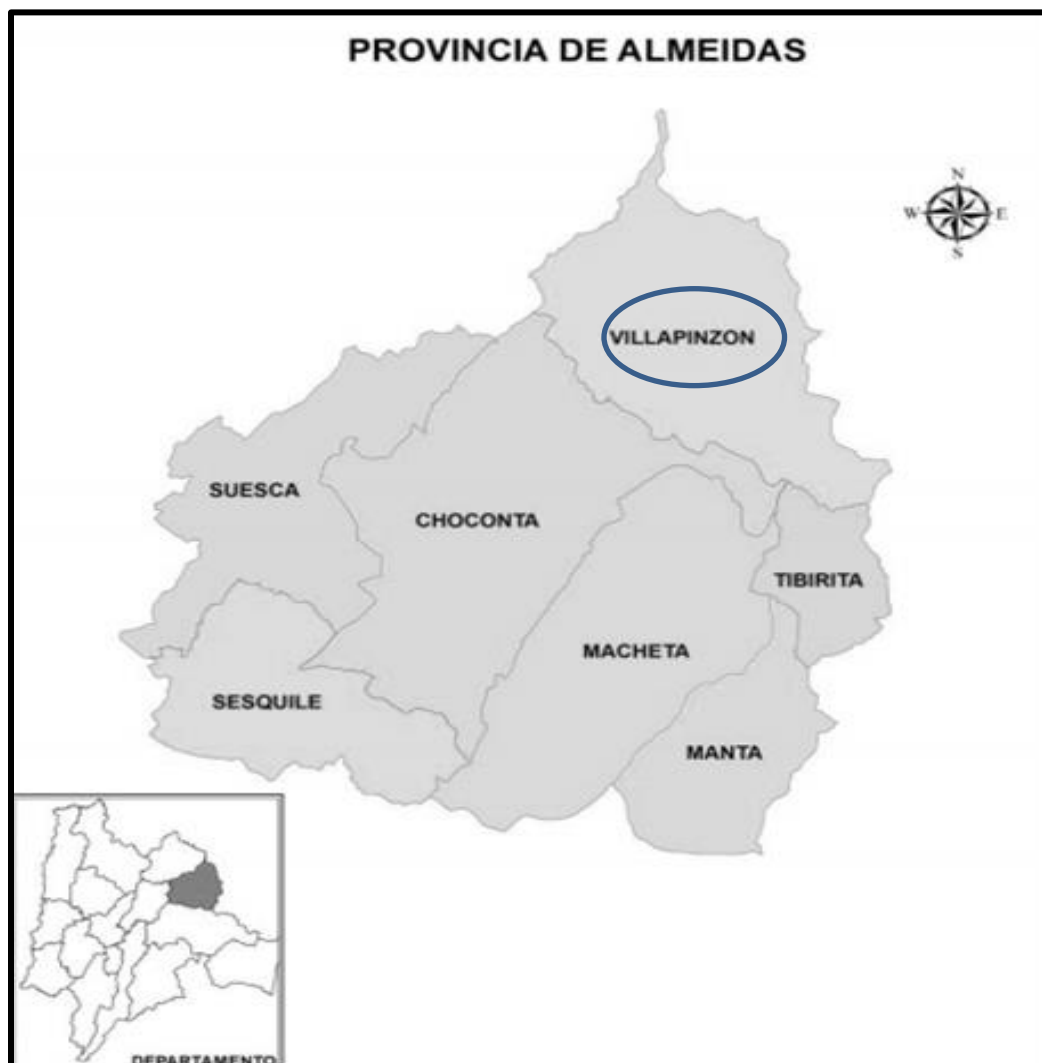 PROVINCIA DE ALMEIDAS
N
W E
S
VILLAPINZON
SUESCA
CHOCONTA
TIBIRITA
MACHETA
SESQUILE
MANTA
DEPARTAMENTO